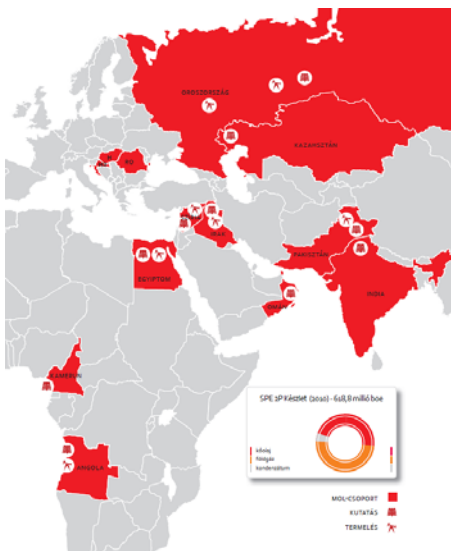 OROSZORSZÁG
KAZAHSZTÁN
H
RO
IRAK
PAKISZTÁN
EGYIPTOM
OMÁN
INDIA
KAMERUN
ANGOLA
SPE 2P Készlet (2010) - 618,8 millió boe
kőolaj
földgáz
kondenzátum
MOL-CSOPORT
KUTATÁS
TERMELÉS